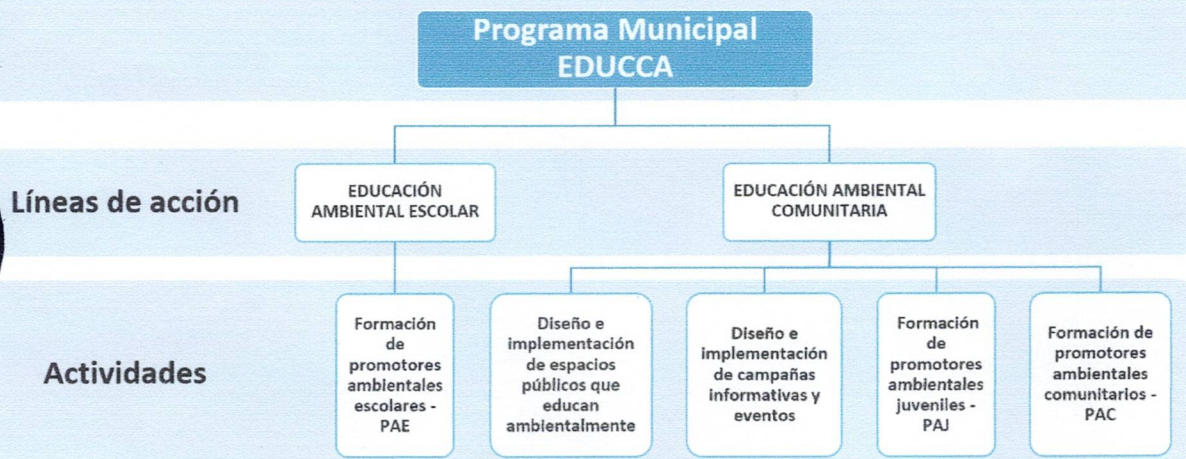 Programa Municipal
EDUCCA
Líneas de acción
EDUCACIÓN
AMBIENTAL ESCOLAR
EDUCACIÓN AMBIENTAL
COMUNITARIA
Actividades
Formación
de
promotores
ambientales
escolares -
PAE
Diseño e
implementación
de espacios
públicos que
educan
ambientalmente
Diseño e
implementación
de campañas
informativas y
eventos
Formación
de
promotores
ambientales
juveniles -
PAJ
Formación de
promotores
ambientales
comunitarios -
PAC